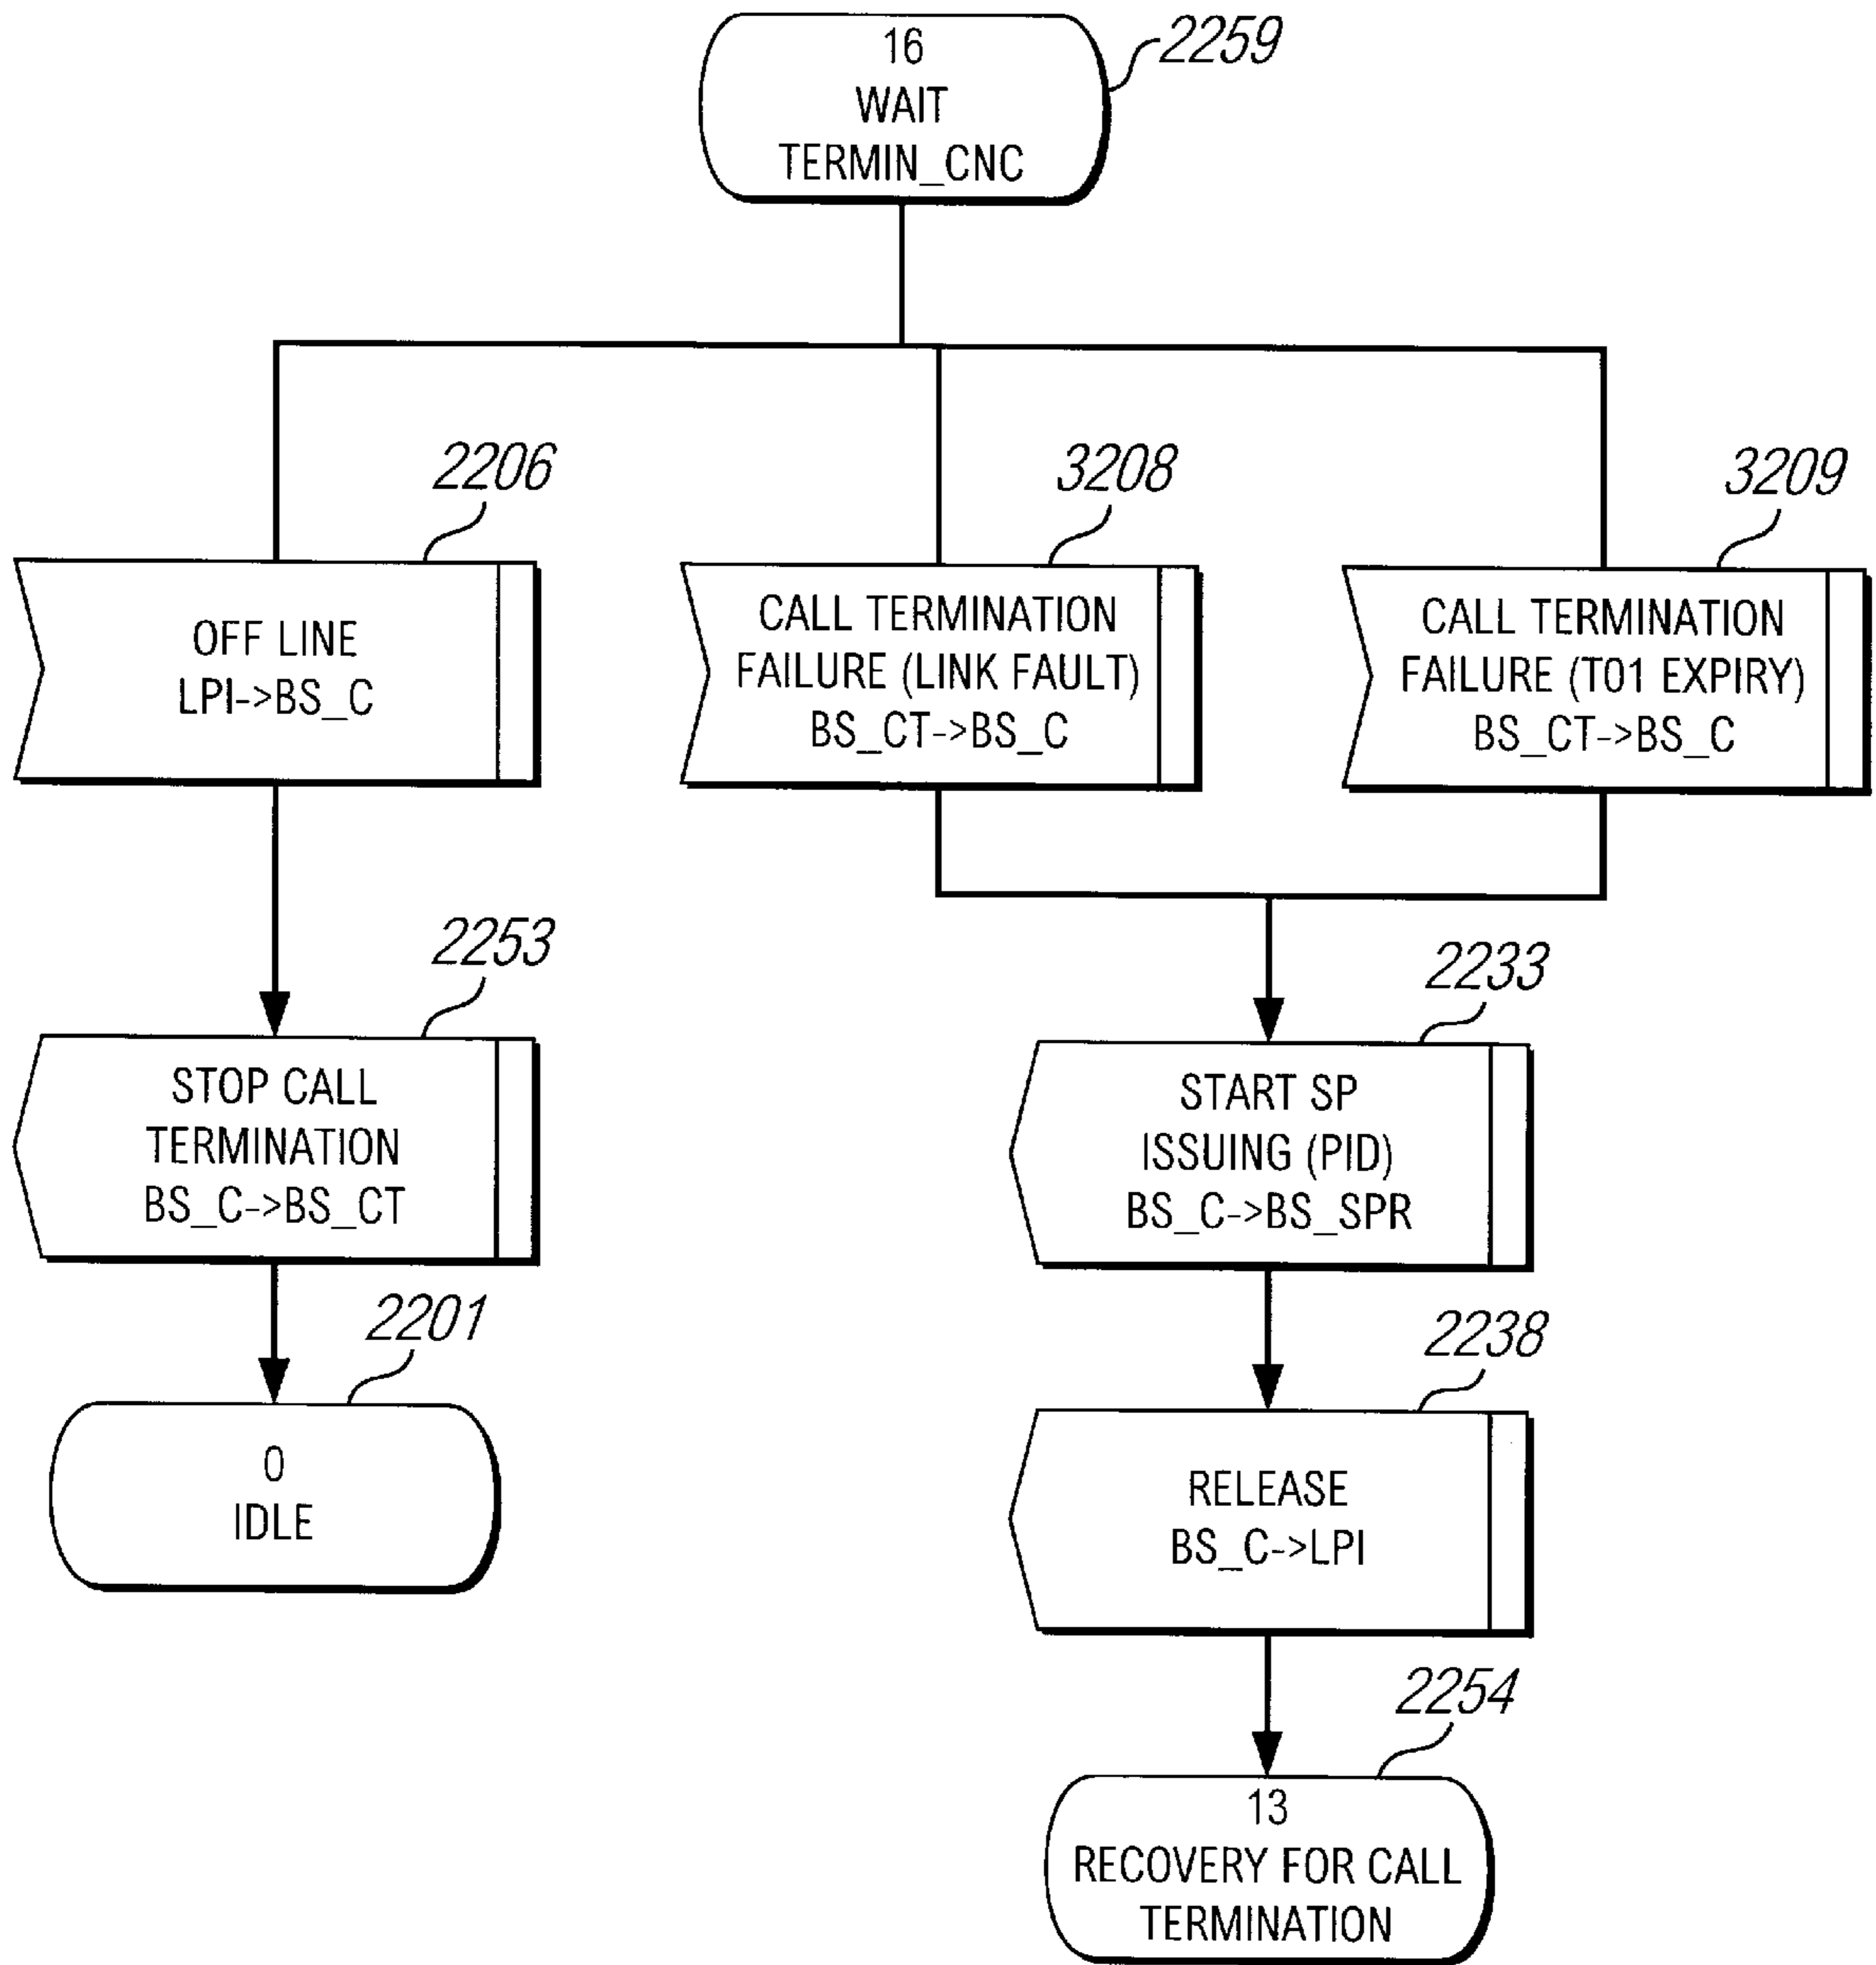 16
WAIT
TERMIN_CNC
2259
2206
OFF LINE
LPI->BS_C
3208
CALL TERMINATION
FAILURE (LINK FAULT)
BS_CT->BS_C
3209
CALL TERMINATION
FAILURE (T01 EXPIRY)
BS_CT->BS_C
2253
STOP CALL
TERMINATION
BS_C->BS_CT
2233
START SP
ISSUING (PID)
BS_C->BS_SPR
2201
0
IDLE
2238
RELEASE
BS_C->LPI
2254
13
RECOVERY FOR CALL
TERMINATION